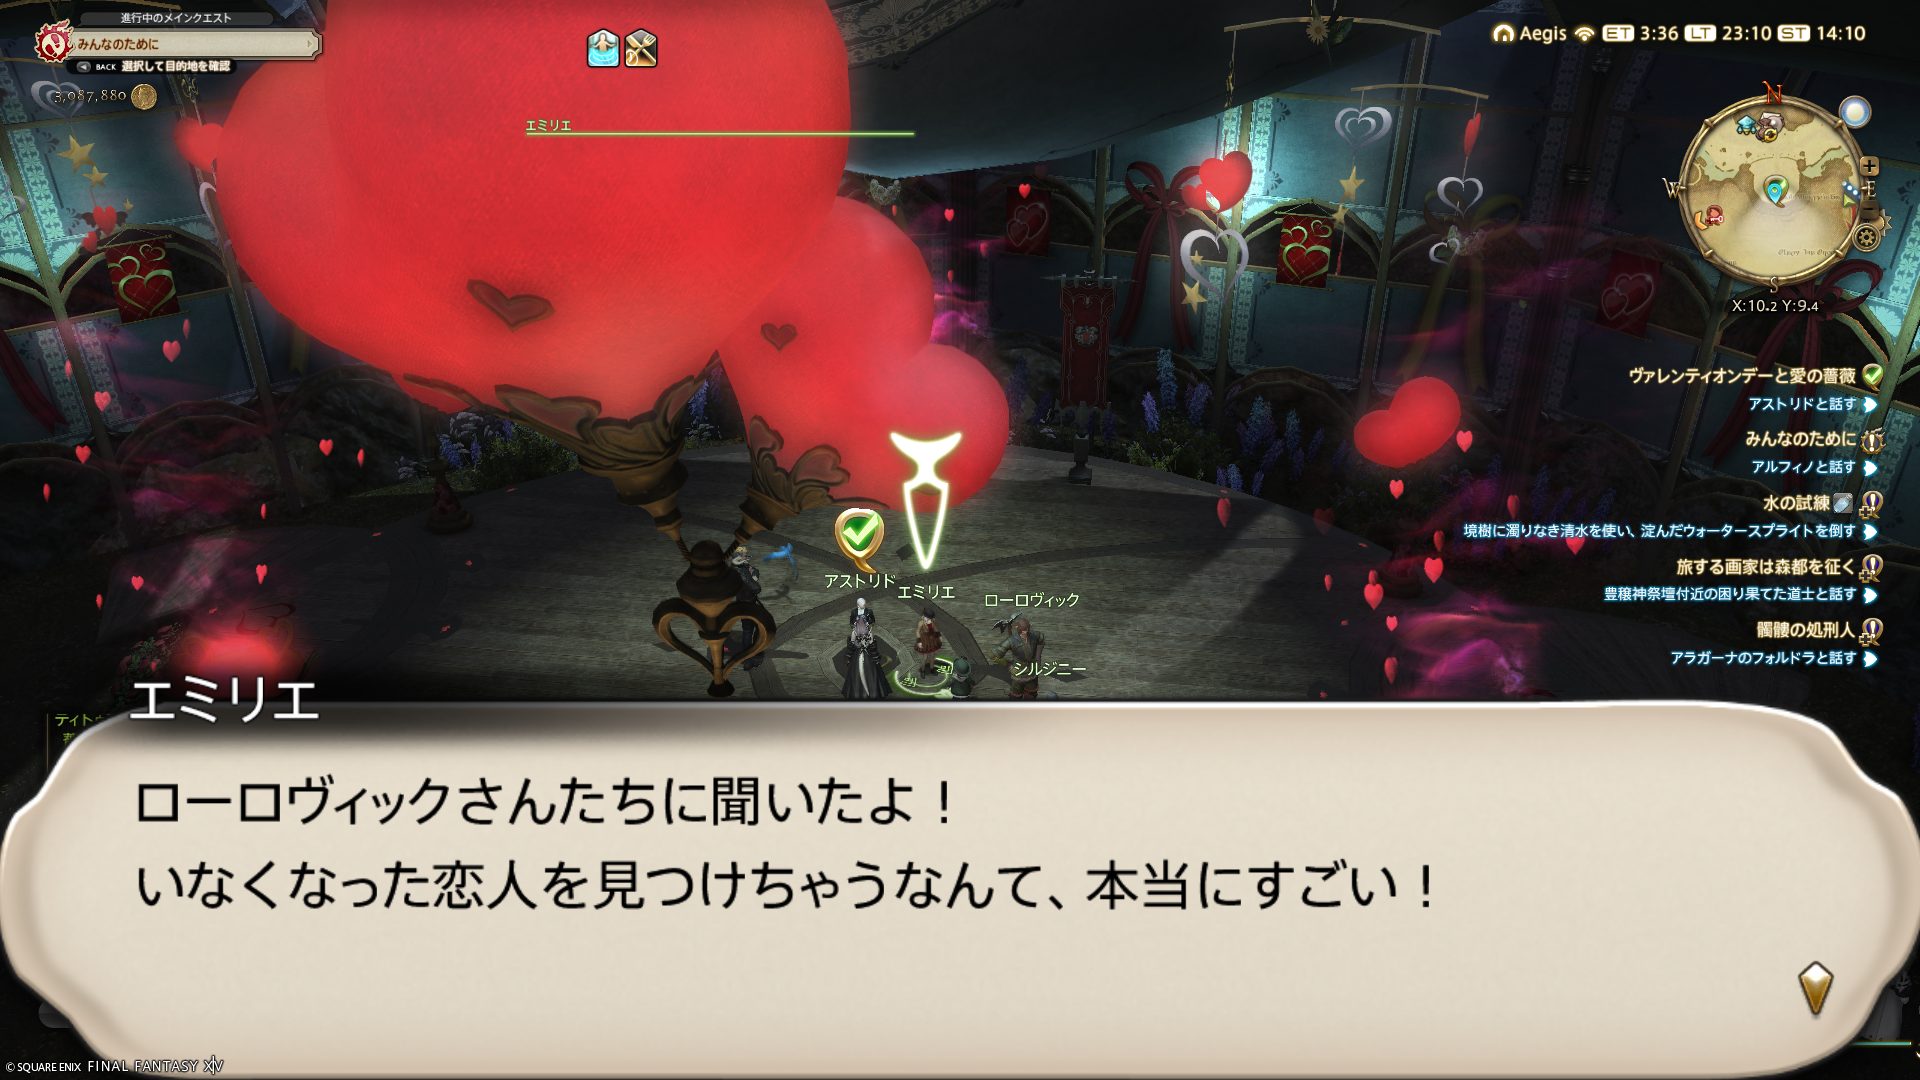 進行中のメインクエスト
みんなのために
BACK 選択して目的地を確認
3,087,880
エミリエ
Aegis ET 3:36 LT 23:10 ST 14:10
N
W
E
S
X:10.2 Y:9.4
ヴァレンティオンデーと愛の薔薇
アストリドと話す
みんなのために
アルフィノと話す
水の試練
境樹に濁りなき清水を使い、淀んだウォータースプライトを倒す
旅する画家は森都を征く
豊穣神祭壇付近の困り果てた道士と話す
髑髏の処刑人
アラガーナのフォルドラと話す
アストリド
エミリエ
ローロヴィック
シルジニー
エミリエ
ローロヴィックさんたちに聞いたよ！
いなくなった恋人を見つけちゃうなんて、本当にすごい！
© SQUARE ENIX FINAL FANTASY XIV